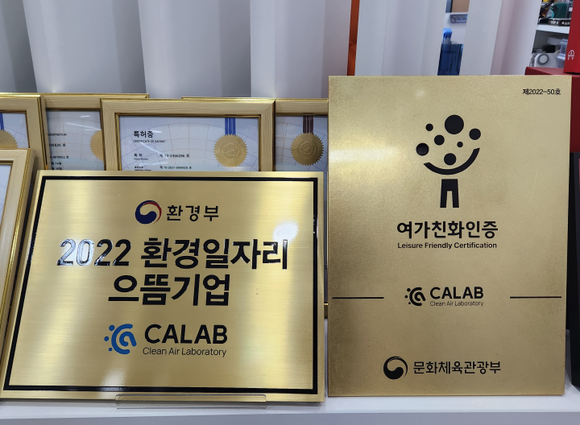 특허증
환경부
2022 환경일자리
으뜸기업
CALAB
Clean Air Laboratory
제2022-50호
여가친화인증
Leisure Friendly Certification
CALAB
Clean Air Laboratory
문화체육관광부